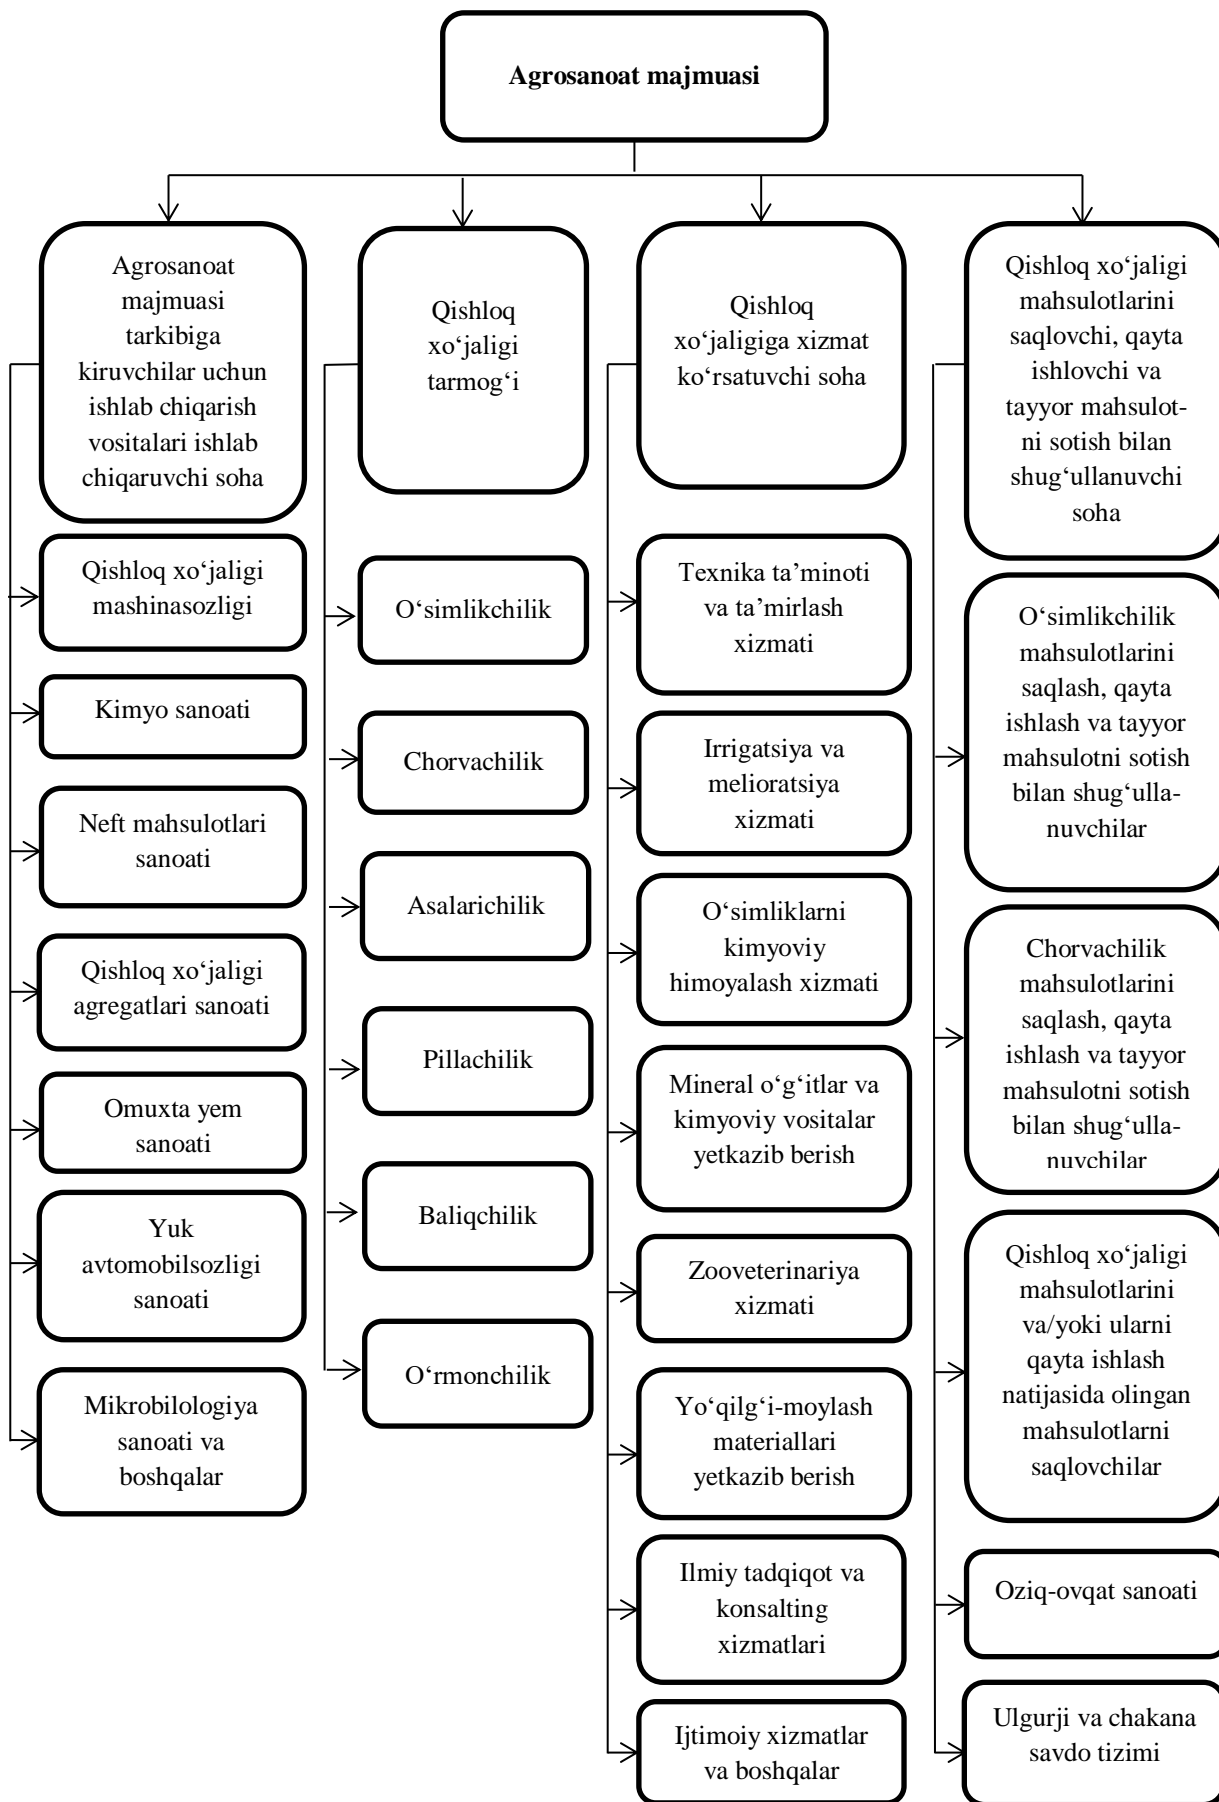 Agrosanoat majmuasi
Agrosanoat
majmuasi
tarkibiga
kiruvchilar uchun
ishlab chiqarish
vositalari ishlab
chiqaruvchi soha
Qishloq xo‘jaligi
mashinasozligi
Kimyo sanoati
Neft mahsulotlari
sanoati
Qishloq xo‘jaligi
agregatlari sanoati
Omuxta yem
sanoati
Yuk
avtomobilsozligi
sanoati
Mikrobilologiya
sanoati va
boshqalar
Qishloq
xo‘jaligi
tarmog‘i
O‘simlikchilik
Chorvachilik
Asalarichilik
Pillachilik
Baliqchilik
O‘rmonchilik
Qishloq
xo‘jaligiga xizmat
ko‘rsatuvchi soha
Texnika ta’minoti
va ta’mirlash
xizmati
Irrigatsiya va
melioratsiya
xizmati
O‘simliklarni
kimyoviy
himoyalash xizmati
Mineral o‘g‘itlar va
kimyoviy vositalar
yetkazib berish
Zooveterinariya
xizmati
Yo‘qilg‘i-moylash
materiallari
yetkazib berish
Ilmiy tadqiqot va
konsalting
xizmatlari
Ijtimoiy xizmatlar
va boshqalar
Qishloq xo‘jaligi
mahsulotlarini
saqlovchi, qayta
ishlovchi va
tayyor mahsulot-
ni sotish bilan
shug‘ullanuvchi
soha
O‘simlikchilik
mahsulotlarini
saqlash, qayta
ishlash va tayyor
mahsulotni sotish
bilan shug‘ulla-
nuvchilar
Chorvachilik
mahsulotlarini
saqlash, qayta
ishlash va tayyor
mahsulotni sotish
bilan shug‘ulla-
nuvchilar
Qishloq xo‘jaligi
mahsulotlarini
va/yoki ularni
qayta ishlash
natijasida olingan
mahsulotlarni
saqlovchilar
Oziq-ovqat sanoati
Ulgurji va chakana
savdo tizimi